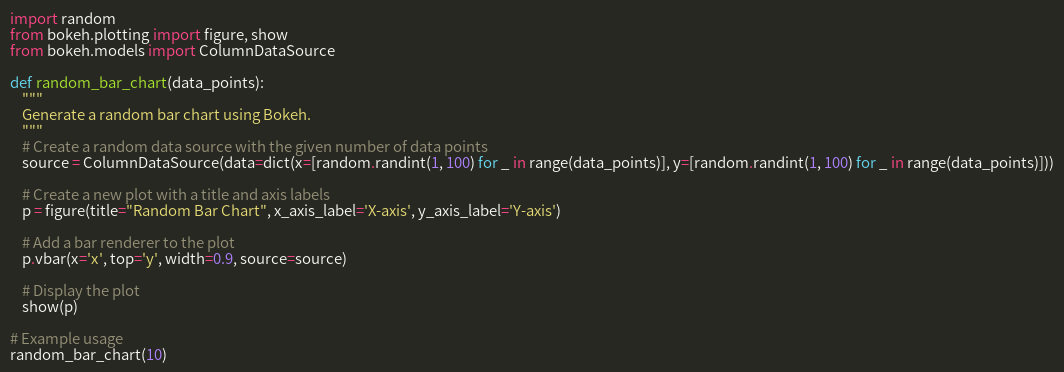 import random
from bokeh.plotting import figure, show
from bokeh.models import ColumnDataSource

def random_bar_chart(data_points):
    """
    Generate a random bar chart using Bokeh.
    """
    # Create a random data source with the given number of data points
    source = ColumnDataSource(data=dict(x=[random.randint(1, 100) for _ in range(data_points)], y=[random.randint(1, 100) for _ in range(data_points)]))

    # Create a new plot with a title and axis labels
    p = figure(title="Random Bar Chart", x_axis_label='X-axis', y_axis_label='Y-axis')

    # Add a bar renderer to the plot
    p.vbar(x='x', top='y', width=0.9, source=source)

    # Display the plot
    show(p)

# Example usage
random_bar_chart(10)